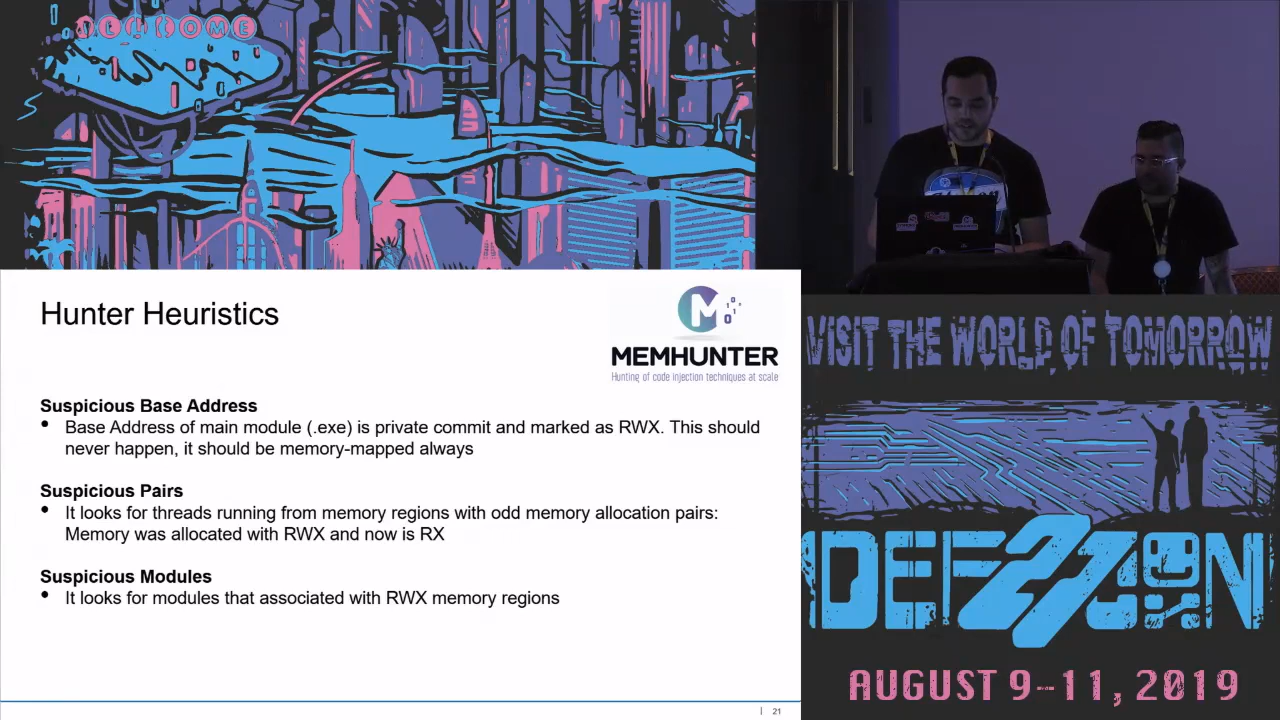 WELCOME
Hunter Heuristics
MEMHUNTER
Hunting of code injection techniques at scale
Suspicious Base Address
• Base Address of main module (.exe) is private commit and marked as RWX. This should
never happen, it should be memory-mapped always
Suspicious Pairs
• It looks for threads running from memory regions with odd memory allocation pairs:
Memory was allocated with RWX and now is RX
Suspicious Modules
• It looks for modules that associated with RWX memory regions
| 21
VISIT THE WORLD OF TOMORROW
DEF 27 CON
AUGUST 9-11, 2019